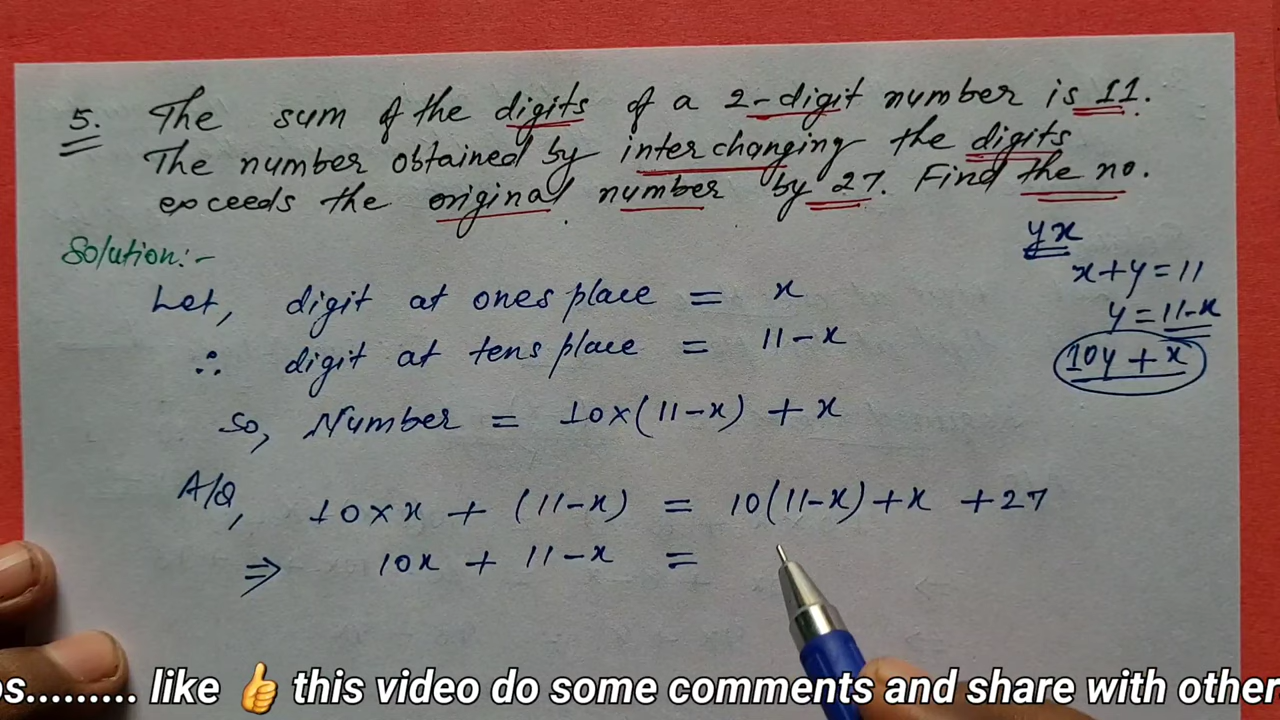 5. The sum of the digits of a 2-digit number is 11.
The number obtained by interchanging the digits
exceeds the original number by 27. Find the no.
Solution:-
yx
x+y=11
y=11-x
10y+x
Let, digit at ones place = x
∴ digit at tens place = 11-x
So, Number = 10×(11-x) + x
A/Q, 10×x + (11-x) = 10(11-x)+x +27
⇒ 10x + 11-x =
os......... like 👍 this video do some comments and share with other